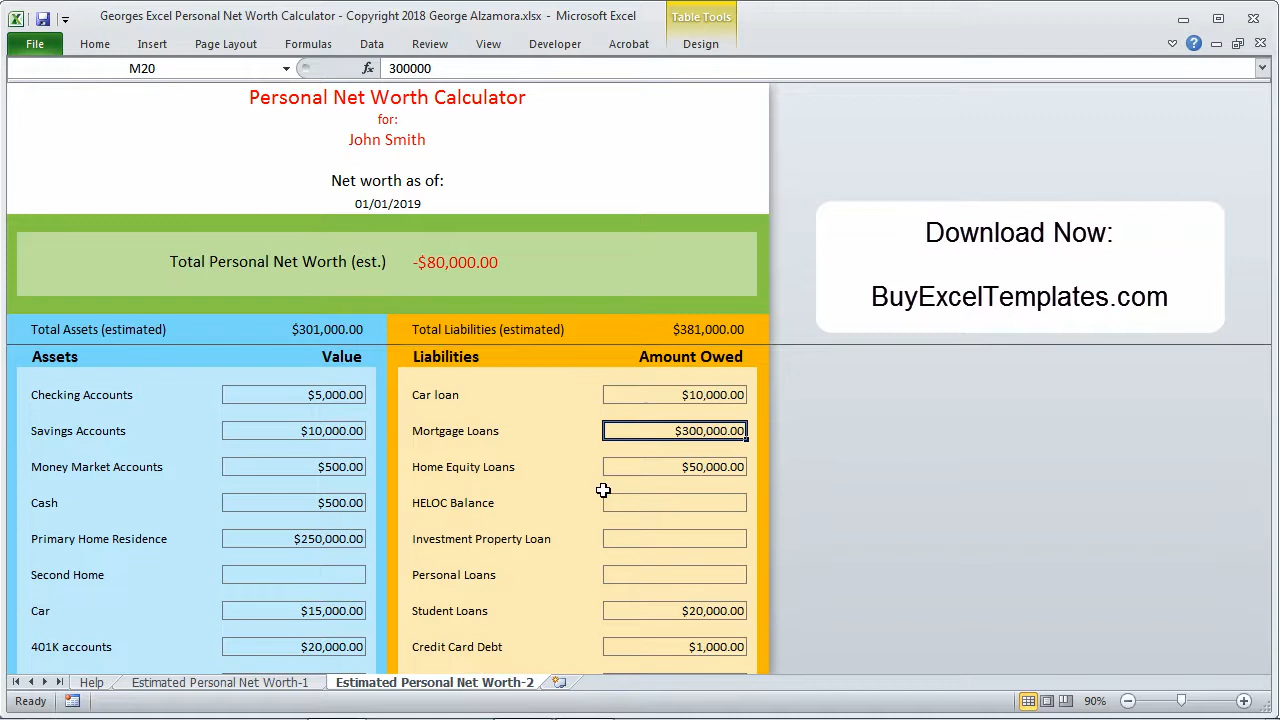 Georges Excel Personal Net Worth Calculator - Copyright 2018 George Alzamora.xlsx - Microsoft Excel
Table Tools
File Home Insert Page Layout Formulas Data Review View Developer Acrobat Design
M20 fx 300000
Personal Net Worth Calculator
for:
John Smith
Net worth as of:
01/01/2019
Total Personal Net Worth (est.) -$80,000.00
Download Now:
BuyExcelTemplates.com
Total Assets (estimated) $301,000.00 Total Liabilities (estimated) $381,000.00
Assets Value Liabilities Amount Owed
Checking Accounts $5,000.00 Car loan $10,000.00
Savings Accounts $10,000.00 Mortgage Loans $300,000.00
Money Market Accounts $500.00 Home Equity Loans $50,000.00
Cash $500.00 HELOC Balance
Primary Home Residence $250,000.00 Investment Property Loan
Second Home Personal Loans
Car $15,000.00 Student Loans $20,000.00
401K accounts $20,000.00 Credit Card Debt $1,000.00
Help Estimated Personal Net Worth-1 Estimated Personal Net Worth-2
Ready 90%